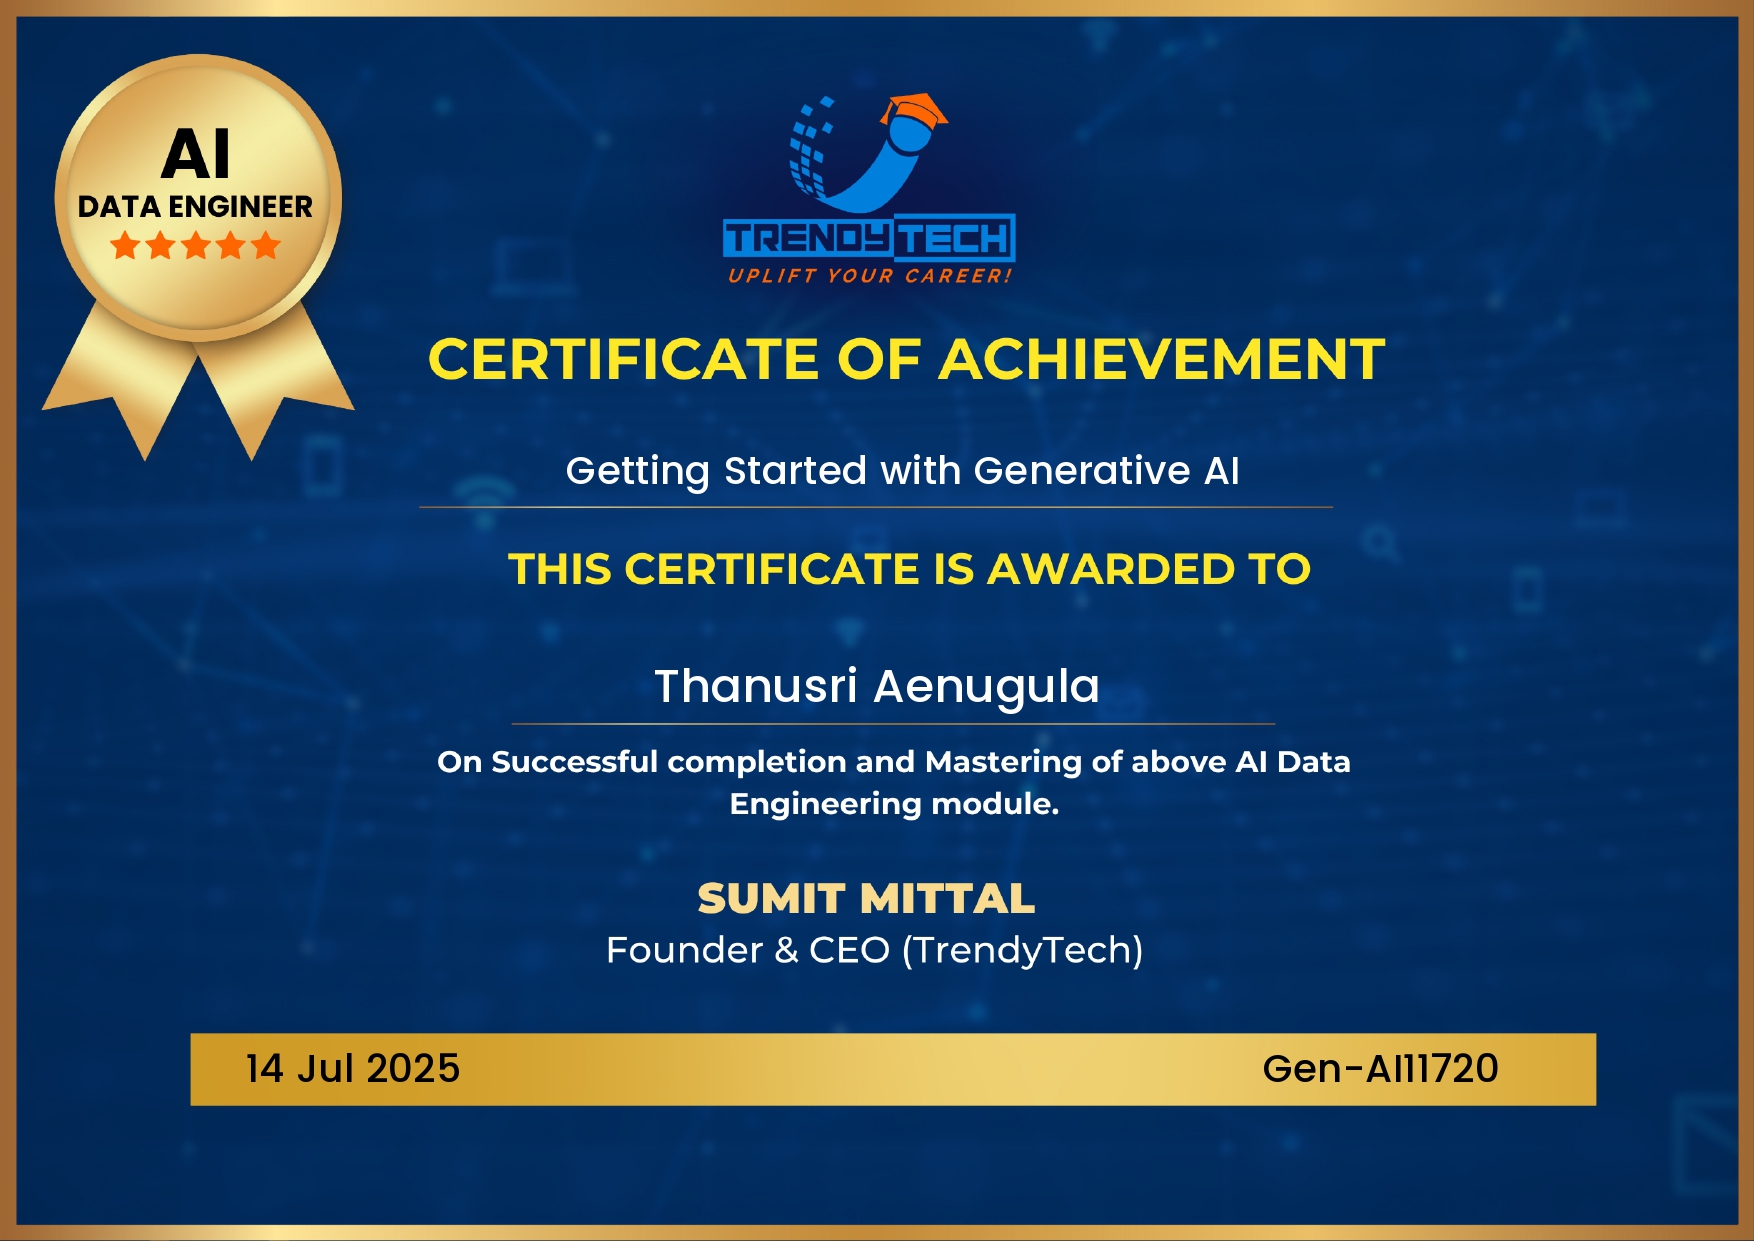 AI
DATA ENGINEER
TRENDYTECH
UPLIFT YOUR CAREER!
CERTIFICATE OF ACHIEVEMENT
Getting Started with Generative AI
THIS CERTIFICATE IS AWARDED TO
Thanusri Aenugula
On Successful completion and Mastering of above AI Data
Engineering module.
SUMIT MITTAL
Founder & CEO (TrendyTech)
14 Jul 2025
Gen-AI11720